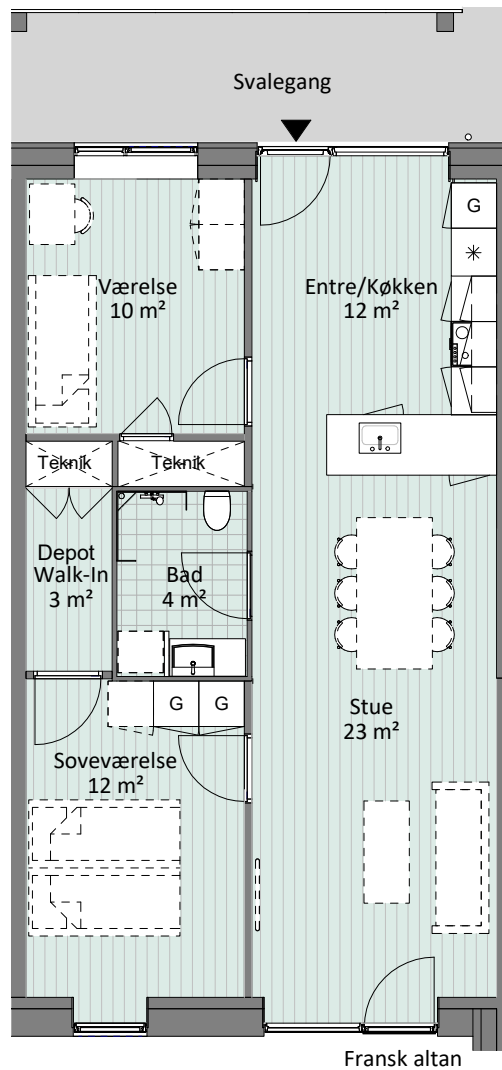 Svalegang
G
Værelse
10 m²
Entre/Køkken
12 m²
Teknik
Teknik
Depot
Walk-In
3 m²
Bad
4 m²
G
G
Stue
23 m²
Soveværelse
12 m²
Fransk altan